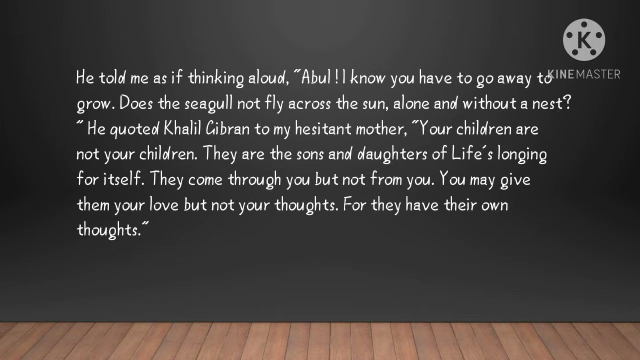 He told me as if thinking aloud, "Abul ! I know you have to go away to
grow. Does the seagull not fly across the sun, alone and without a nest?
" He quoted Khalil Gibran to my hesitant mother, "Your children are
not your children. They are the sons and daughters of Life's longing
for itself. They come through you but not from you. You may give
them your love but not your thoughts. For they have their own
thoughts."
K
KINEMASTER